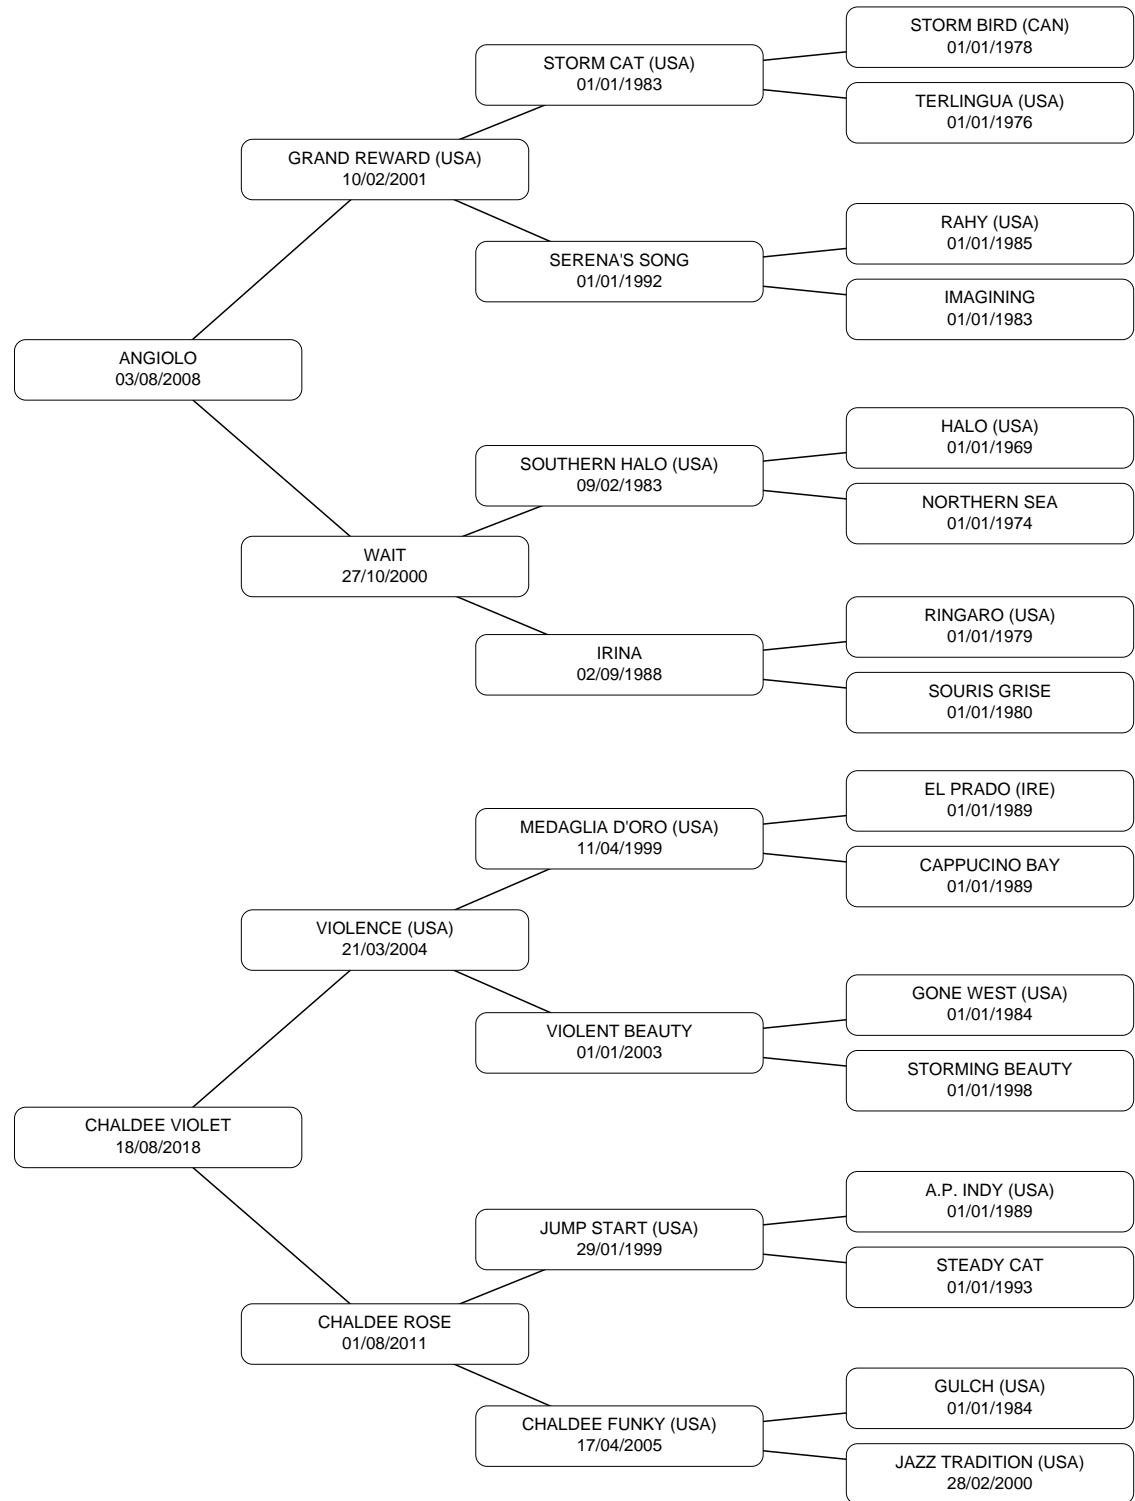 STORM BIRD (CAN)
01/01/1978
STORM CAT (USA)
01/01/1983
TERLINGUA (USA)
01/01/1976
GRAND REWARD (USA)
10/02/2001
RAHY (USA)
01/01/1985
SERENA'S SONG
01/01/1992
IMAGINING
01/01/1983
ANGIOLO
03/08/2008
HALO (USA)
01/01/1969
SOUTHERN HALO (USA)
09/02/1983
NORTHERN SEA
01/01/1974
WAIT
27/10/2000
RINGARO (USA)
01/01/1979
IRINA
02/09/1988
SOURIS GRISE
01/01/1980
EL PRADO (IRE)
01/01/1989
MEDAGLIA D'ORO (USA)
11/04/1999
CAPPUCINO BAY
01/01/1989
VIOLENCE (USA)
21/03/2004
GONE WEST (USA)
01/01/1984
VIOLENT BEAUTY
01/01/2003
STORMING BEAUTY
01/01/1998
CHALDEE VIOLET
18/08/2018
A.P. INDY (USA)
01/01/1989
JUMP START (USA)
29/01/1999
STEADY CAT
01/01/1993
CHALDEE ROSE
01/08/2011
GULCH (USA)
01/01/1984
CHALDEE FUNKY (USA)
17/04/2005
JAZZ TRADITION (USA)
28/02/2000